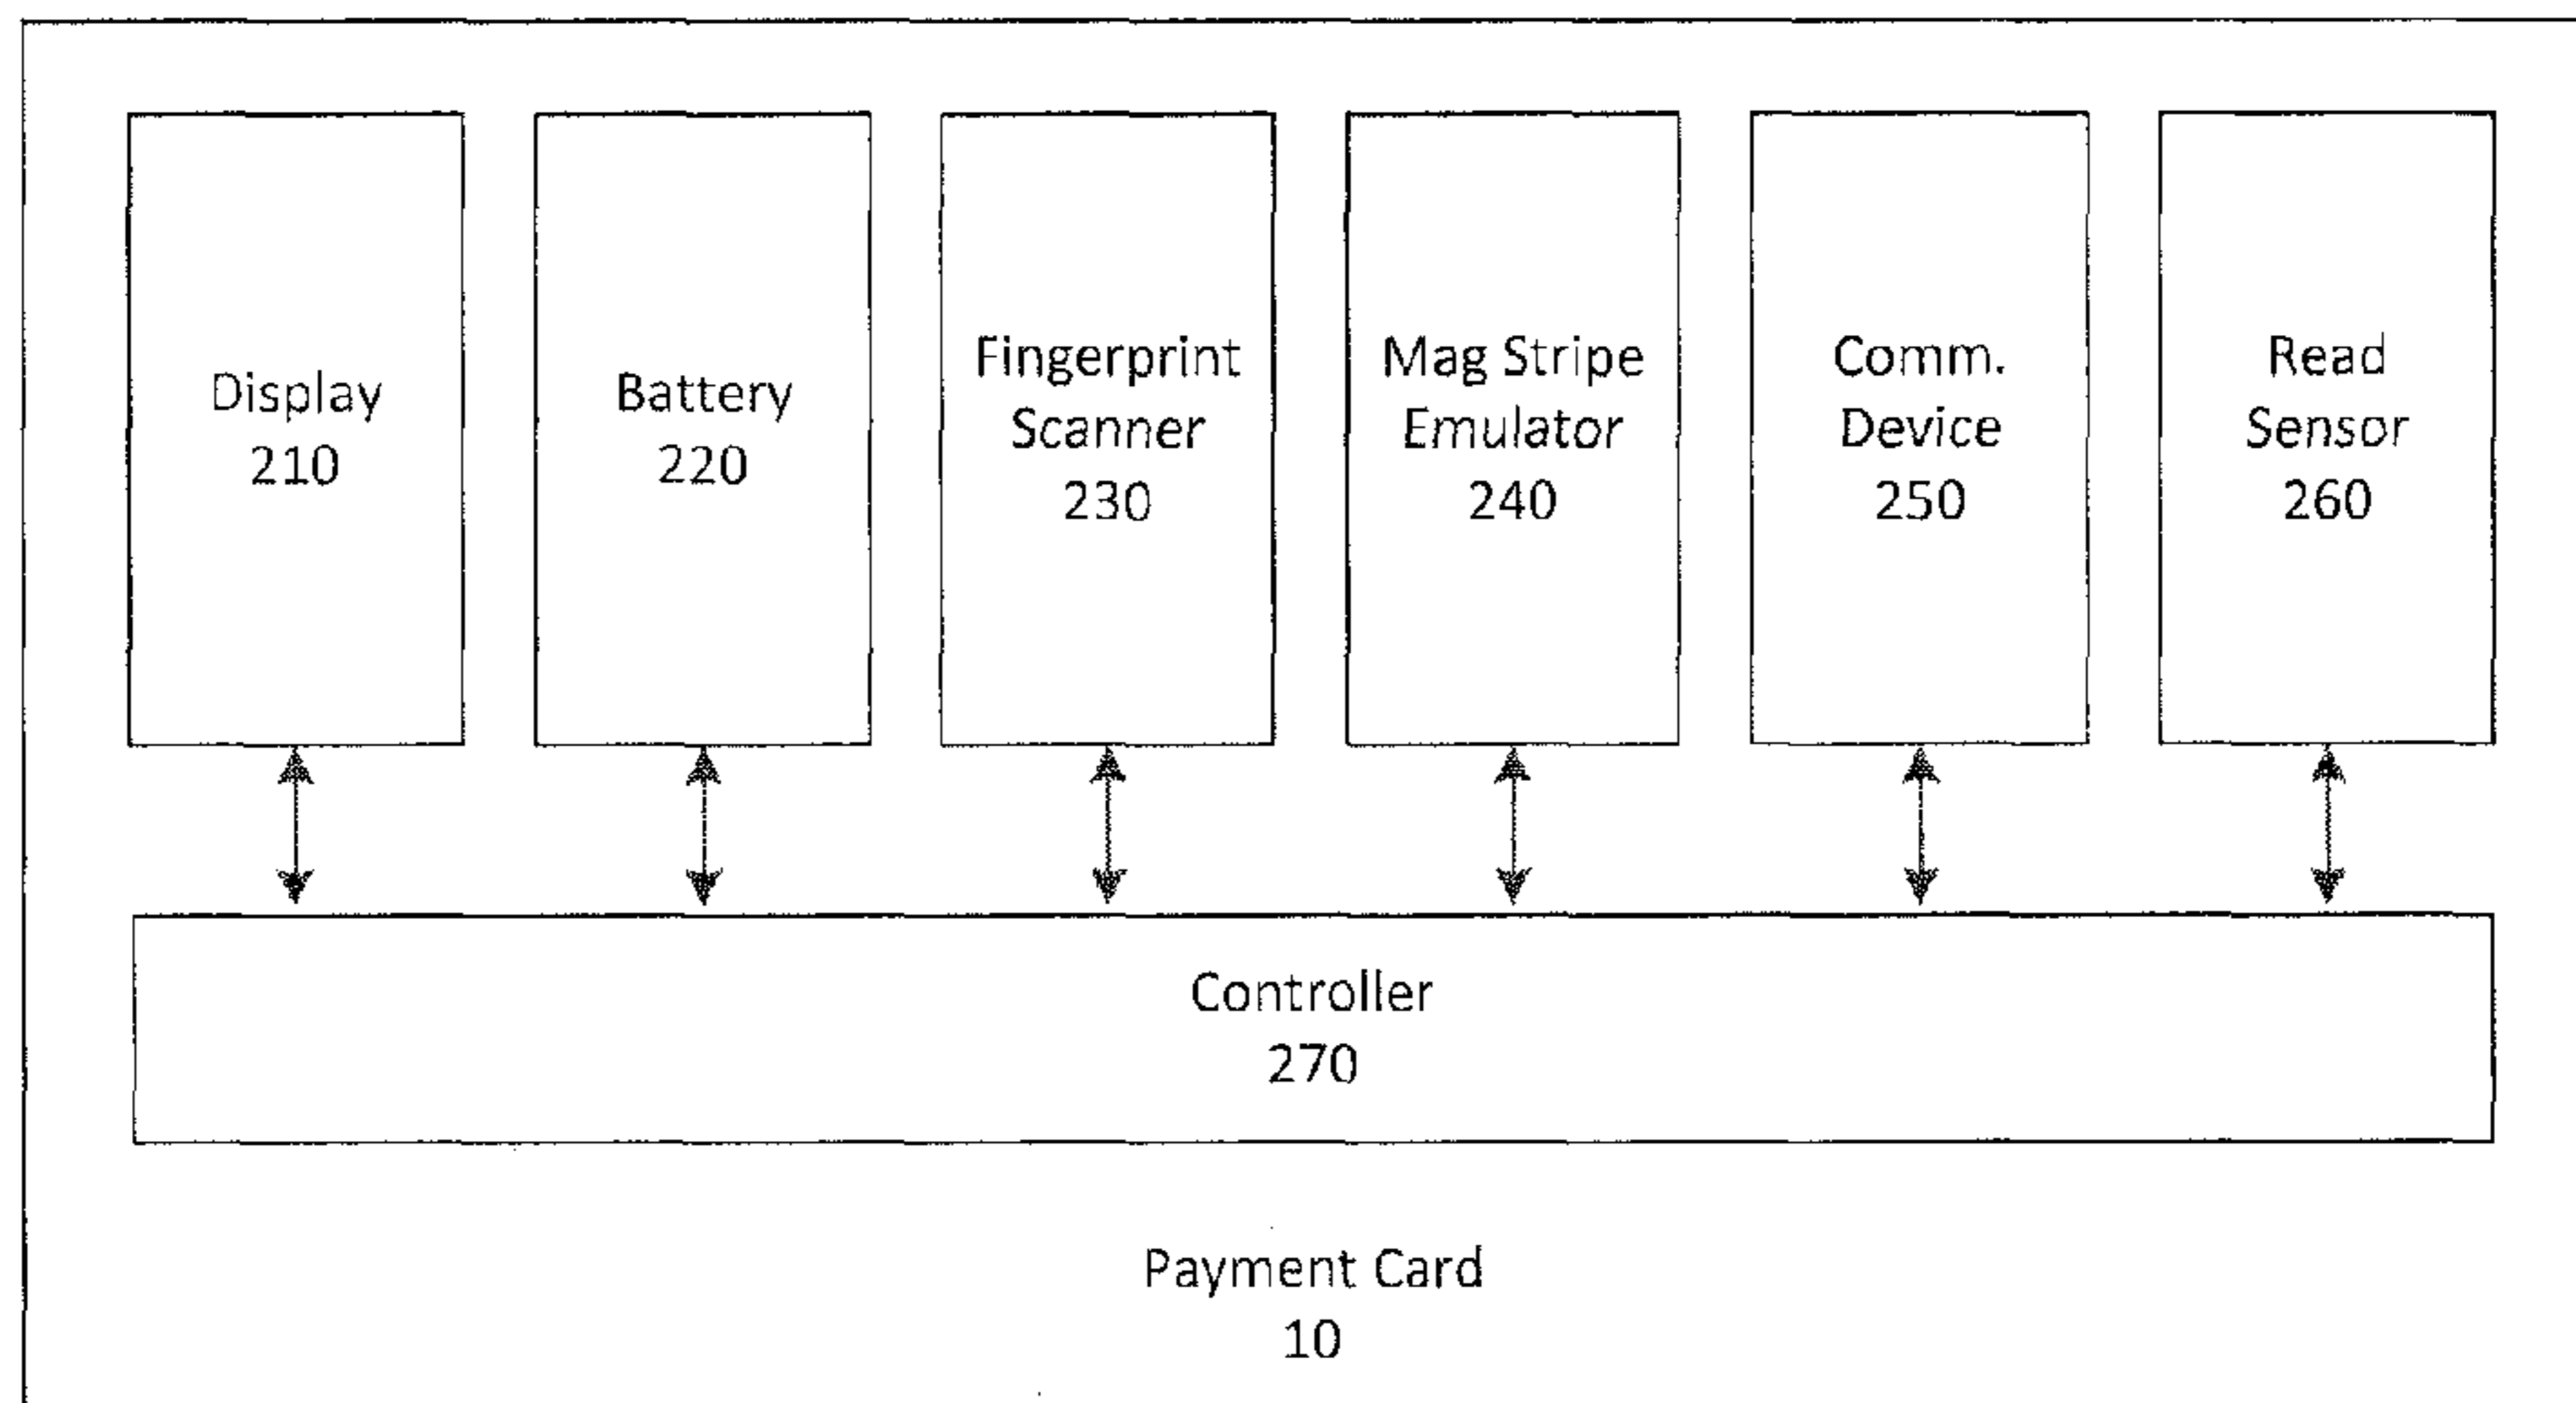 Display
210
Battery
220
Fingerprint
Scanner
230
Mag Stripe
Emulator
240
Comm.
Device
250
Read
Sensor
260
Controller
270
Payment Card
10